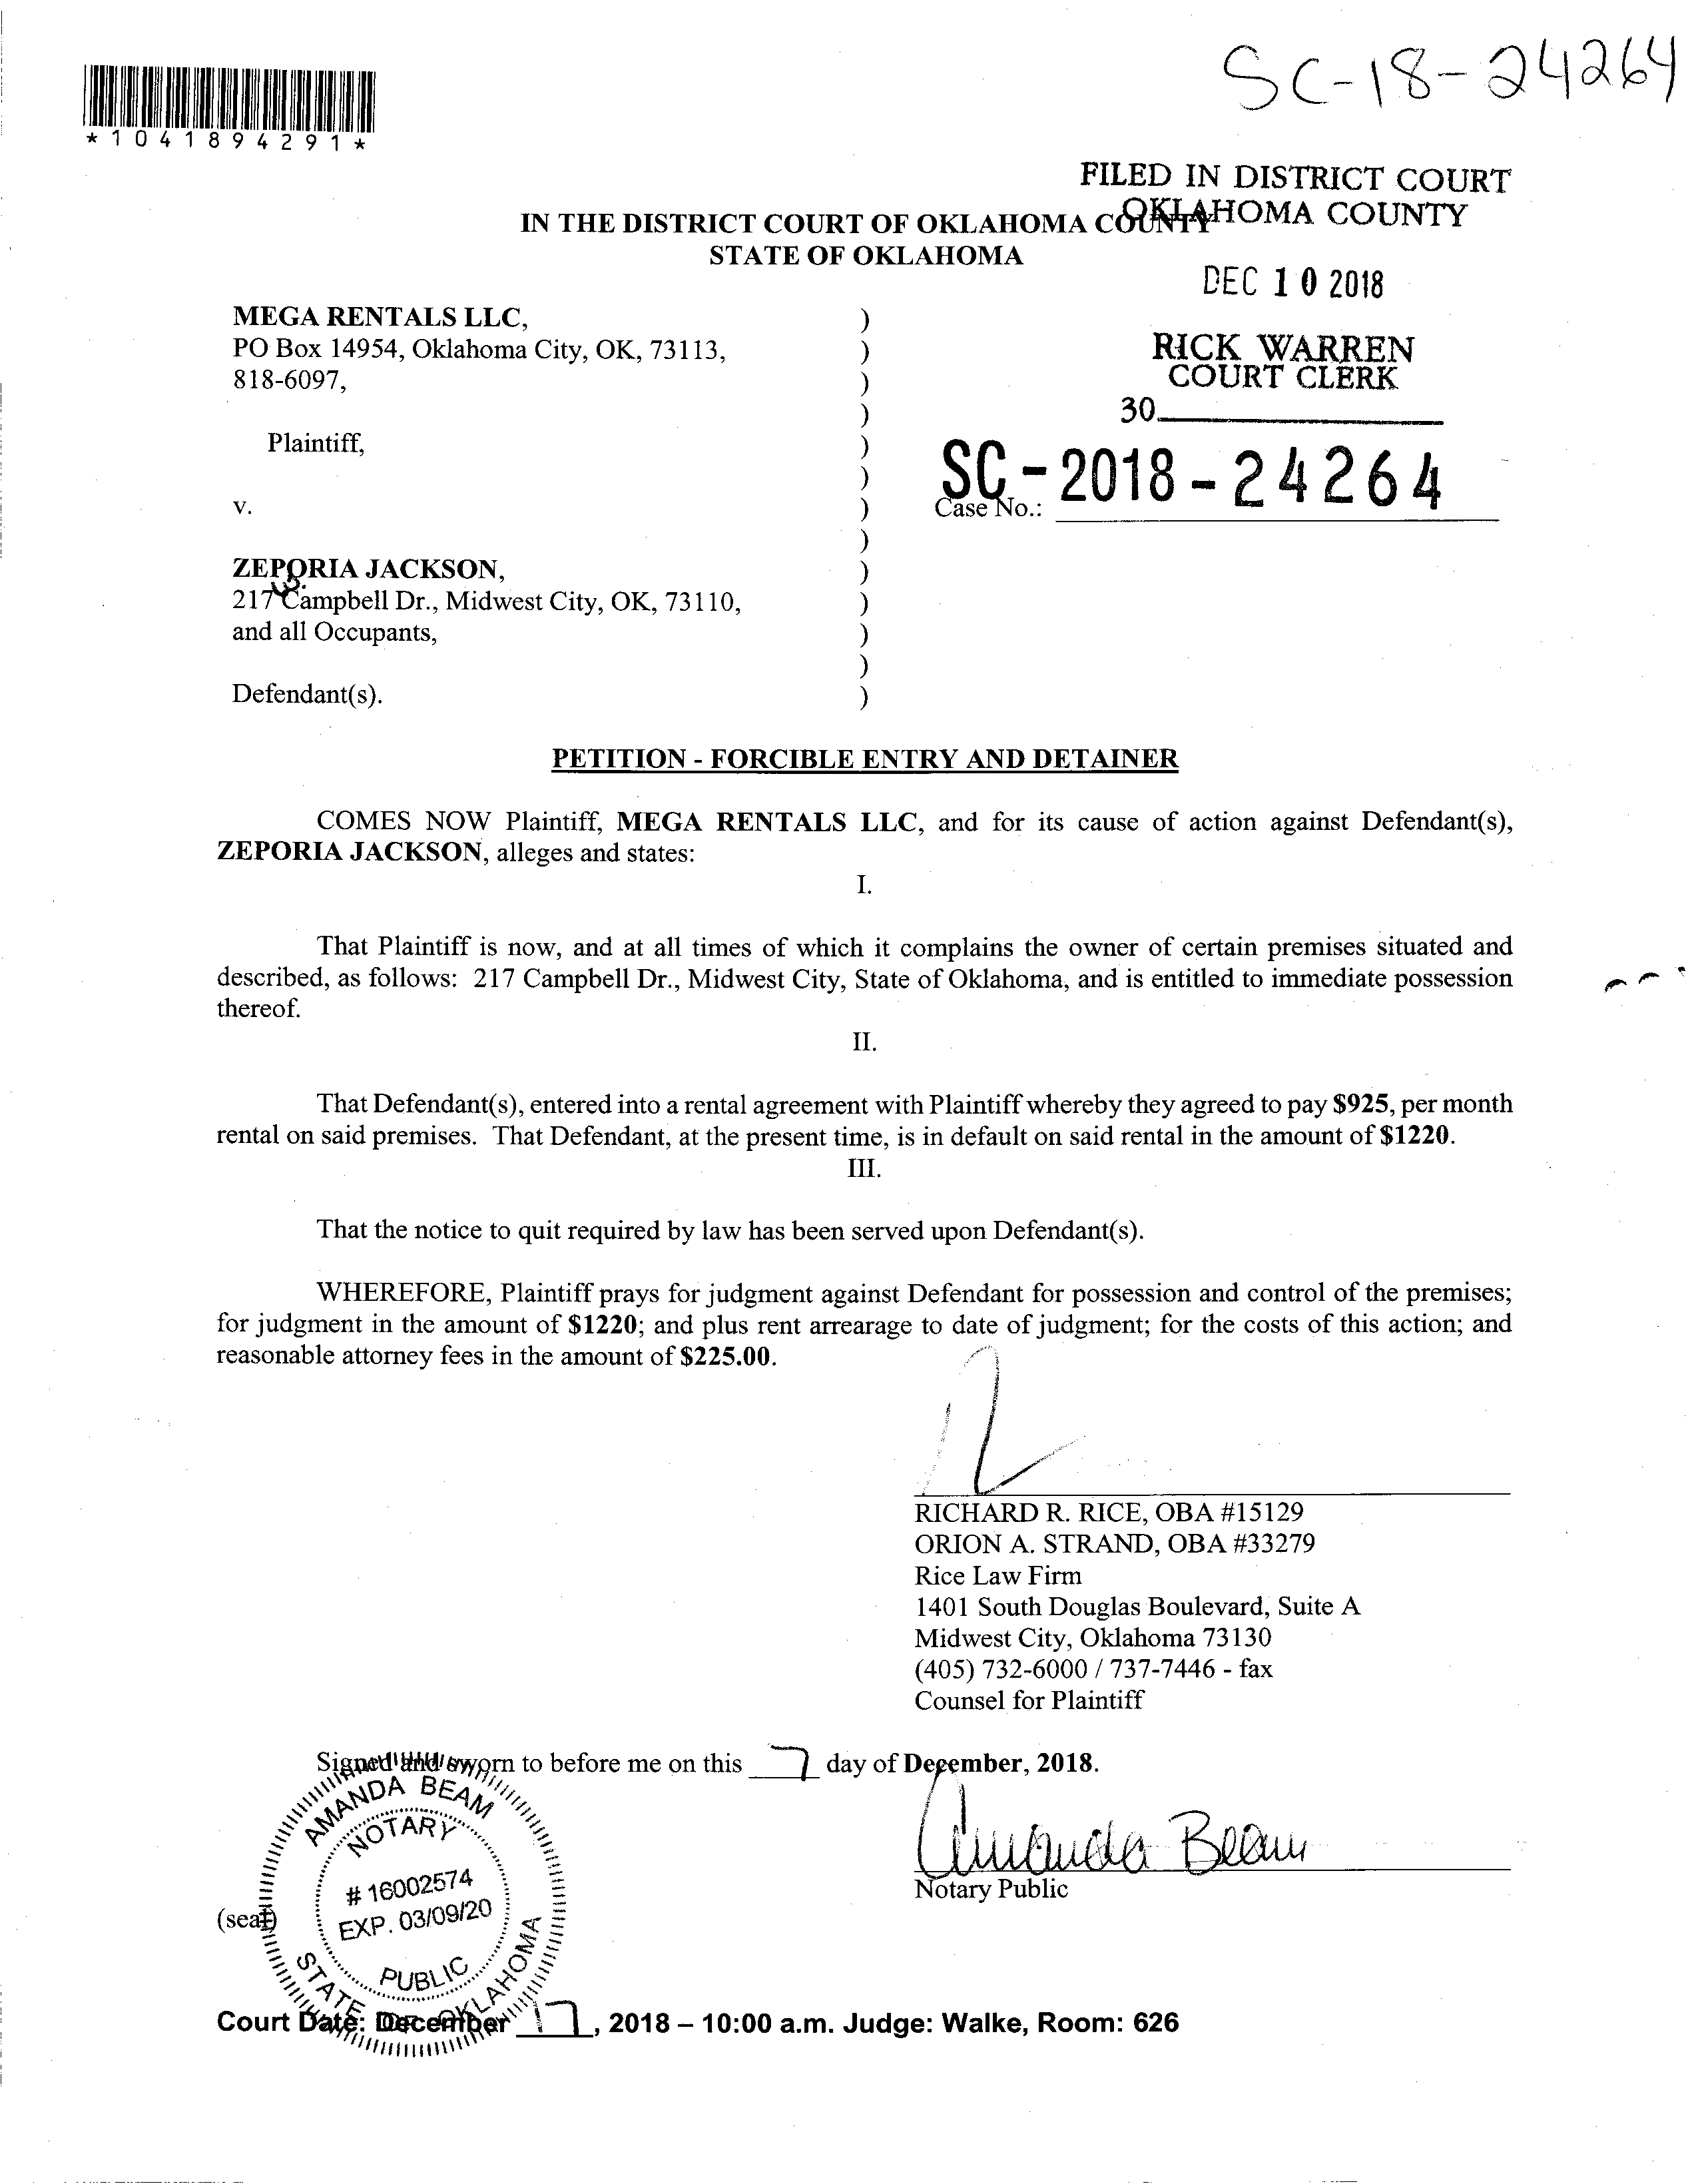 SC-18-24264
*1041894291*
FILED IN DISTRICT COURT
OKLAHOMA COUNTY
IN THE DISTRICT COURT OF OKLAHOMA COUNTY
STATE OF OKLAHOMA
DEC 10 2018
RICK WARREN
COURT CLERK
30
MEGA RENTALS LLC, )
PO Box 14954, Oklahoma City, OK, 73113, )
818-6097, )
)
Plaintiff, )
)
SC-2018-24264
v. ) Case No.:
)
ZEPORIA JACKSON, )
217 Campbell Dr., Midwest City, OK, 73110, )
and all Occupants, )
)
Defendant(s). )
PETITION - FORCIBLE ENTRY AND DETAINER
COMES NOW Plaintiff, MEGA RENTALS LLC, and for its cause of action against Defendant(s),
ZEPORIA JACKSON, alleges and states:
I.
That Plaintiff is now, and at all times of which it complains the owner of certain premises situated and
described, as follows: 217 Campbell Dr., Midwest City, State of Oklahoma, and is entitled to immediate possession
thereof.
II.
That Defendant(s), entered into a rental agreement with Plaintiff whereby they agreed to pay $925, per month
rental on said premises. That Defendant, at the present time, is in default on said rental in the amount of $1220.
III.
That the notice to quit required by law has been served upon Defendant(s).
WHEREFORE, Plaintiff prays for judgment against Defendant for possession and control of the premises;
for judgment in the amount of $1220; and plus rent arrearage to date of judgment; for the costs of this action; and
reasonable attorney fees in the amount of $225.00.
RICHARD R. RICE, OBA #15129
ORION A. STRAND, OBA #33279
Rice Law Firm
1401 South Douglas Boulevard, Suite A
Midwest City, Oklahoma 73130
(405) 732-6000 / 737-7446 - fax
Counsel for Plaintiff
Signed and sworn to before me on this 7 day of December, 2018.
AMANDA BEAM
NOTARY
# 16002574
EXP. 03/09/20
PUBLIC
STATE OF OKLAHOMA
Amanda Beam
Notary Public
(seal)
Court Date: December 17, 2018 – 10:00 a.m. Judge: Walke, Room: 626